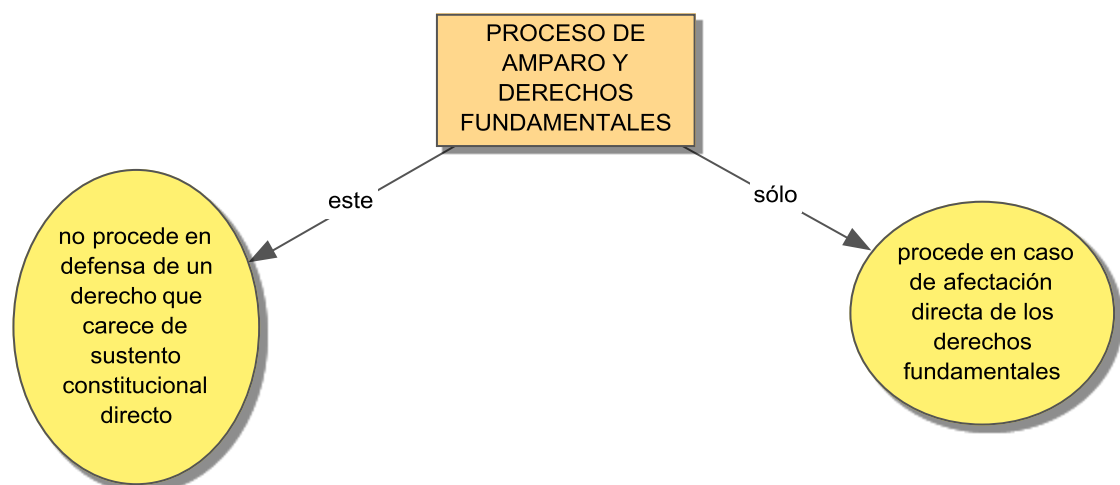 PROCESO DE
AMPARO Y
DERECHOS
FUNDAMENTALES
este
sólo
no procede en
defensa de un
derecho que
carece de
sustento
constitucional
directo
procede en caso
de afectación
directa de los
derechos
fundamentales